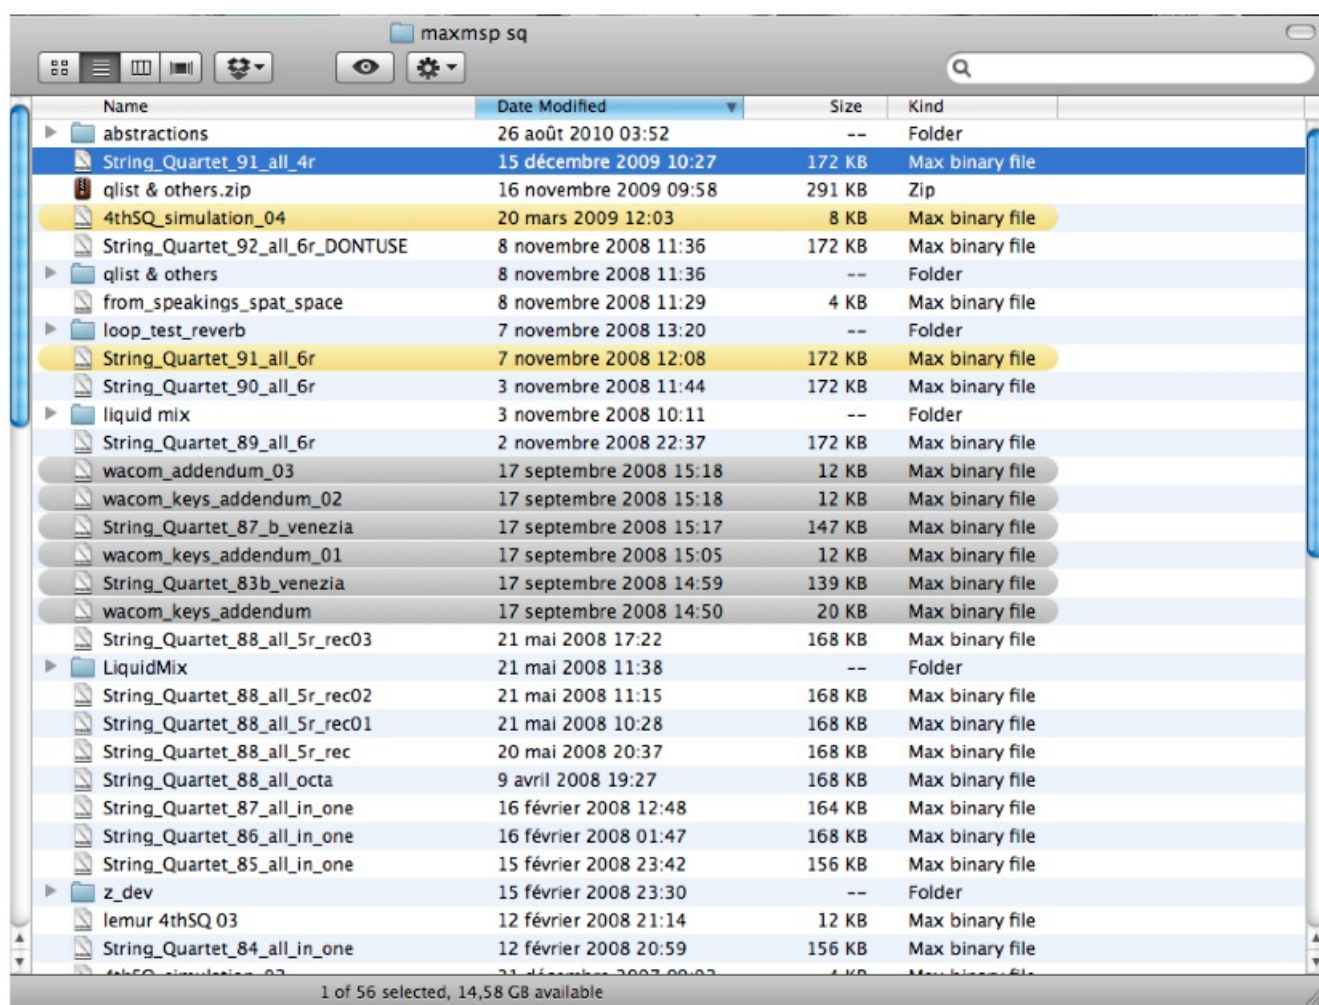 maxmsp sq
Name Date Modified Size Kind
abstractions 26 août 2010 03:52 -- Folder
String_Quartet_91_all_4r 15 décembre 2009 10:27 172 KB Max binary file
qlist & others.zip 16 novembre 2009 09:58 291 KB Zip
4thSQ_simulation_04 20 mars 2009 12:03 8 KB Max binary file
String_Quartet_92_all_6r_DONTUSE 8 novembre 2008 11:36 172 KB Max binary file
qlist & others 8 novembre 2008 11:36 -- Folder
from_speakings_spat_space 8 novembre 2008 11:29 4 KB Max binary file
loop_test_reverb 7 novembre 2008 13:20 -- Folder
String_Quartet_91_all_6r 7 novembre 2008 12:08 172 KB Max binary file
String_Quartet_90_all_6r 3 novembre 2008 11:44 172 KB Max binary file
liquid mix 3 novembre 2008 10:11 -- Folder
String_Quartet_89_all_6r 2 novembre 2008 22:37 172 KB Max binary file
wacom_addendum_03 17 septembre 2008 15:18 12 KB Max binary file
wacom_keys_addendum_02 17 septembre 2008 15:18 12 KB Max binary file
String_Quartet_87_b_venezia 17 septembre 2008 15:17 147 KB Max binary file
wacom_keys_addendum_01 17 septembre 2008 15:05 12 KB Max binary file
String_Quartet_83b_venezia 17 septembre 2008 14:59 139 KB Max binary file
wacom_keys_addendum 17 septembre 2008 14:50 20 KB Max binary file
String_Quartet_88_all_5r_rec03 21 mai 2008 17:22 168 KB Max binary file
LiquidMix 21 mai 2008 11:38 -- Folder
String_Quartet_88_all_5r_rec02 21 mai 2008 11:15 168 KB Max binary file
String_Quartet_88_all_5r_rec01 21 mai 2008 10:28 168 KB Max binary file
String_Quartet_88_all_5r_rec 20 mai 2008 20:37 168 KB Max binary file
String_Quartet_88_all_octa 9 avril 2008 19:27 168 KB Max binary file
String_Quartet_87_all_in_one 16 février 2008 12:48 164 KB Max binary file
String_Quartet_86_all_in_one 16 février 2008 01:47 168 KB Max binary file
String_Quartet_85_all_in_one 15 février 2008 23:42 156 KB Max binary file
z_dev 15 février 2008 23:30 -- Folder
lemur 4thSQ 03 12 février 2008 21:14 12 KB Max binary file
String_Quartet_84_all_in_one 12 février 2008 20:59 156 KB Max binary file
1 of 56 selected, 14,58 GB available